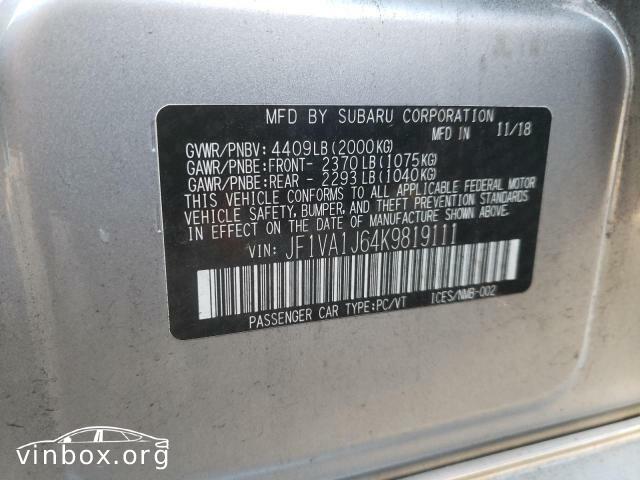 MFD BY SUBARU CORPORATION
MFD IN 11/18
GVWR/PNBV: 4409LB(2000KG)
GAWR/PNBE:FRONT- 2370LB(1075KG)
GAWR/PNBE:REAR - 2293LB(1040KG)
THIS VEHICLE CONFORMS TO ALL APPLICABLE FEDERAL MOTOR
VEHICLE SAFETY, BUMPER, AND THEFT PREVENTION STANDARDS
IN EFFECT ON THE DATE OF MANUFACTURE SHOWN ABOVE.
VIN: JF1VA1J64K9819111
PASSENGER CAR TYPE:PC/VT ICES/NMB-002
vinbox.org